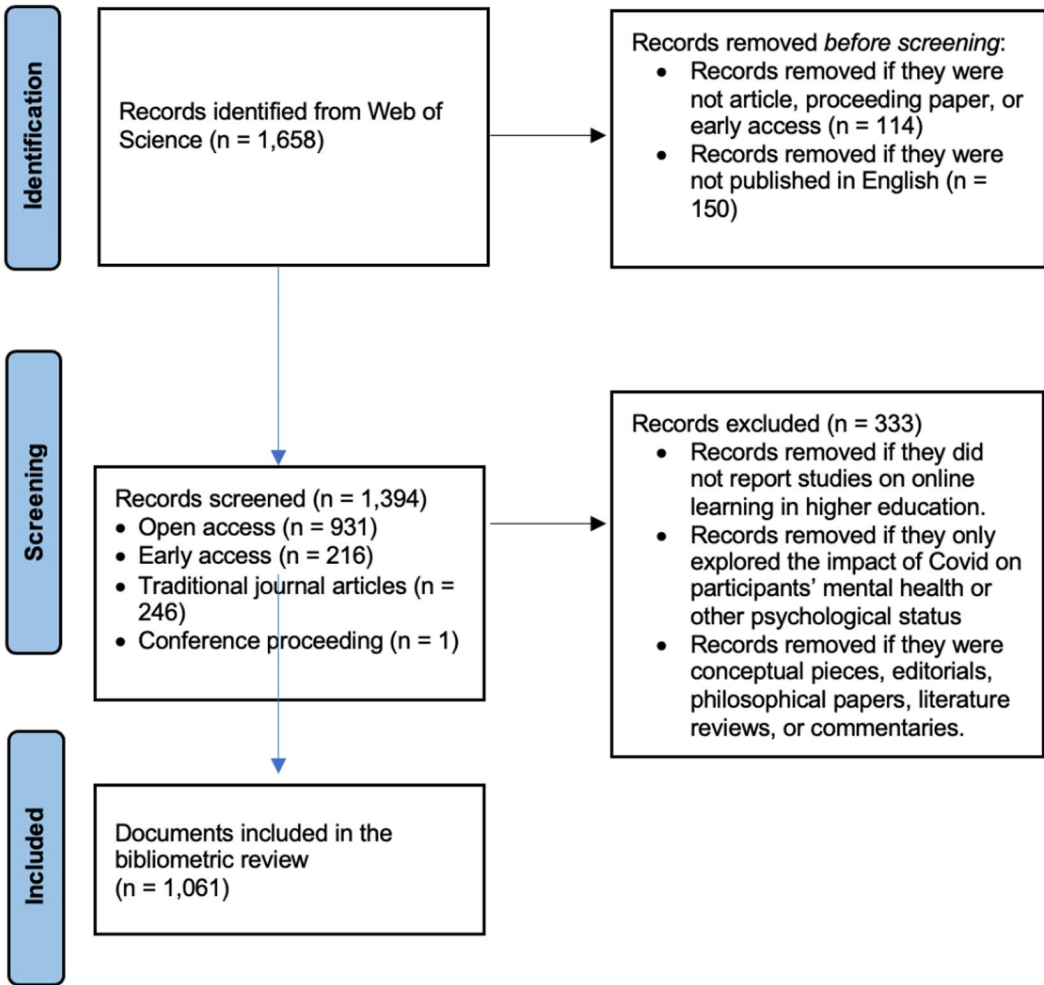 Identification
Records identified from Web of
Science (n = 1,658)
Records removed before screening:
• Records removed if they were
not article, proceeding paper, or
early access (n = 114)
• Records removed if they were
not published in English (n =
150)
Screening
Records screened (n = 1,394)
• Open access (n = 931)
• Early access (n = 216)
• Traditional journal articles (n =
246)
• Conference proceeding (n = 1)
Records excluded (n = 333)
• Records removed if they did
not report studies on online
learning in higher education.
• Records removed if they only
explored the impact of Covid on
participants’ mental health or
other psychological status
• Records removed if they were
conceptual pieces, editorials,
philosophical papers, literature
reviews, or commentaries.
Included
Documents included in the
bibliometric review
(n = 1,061)